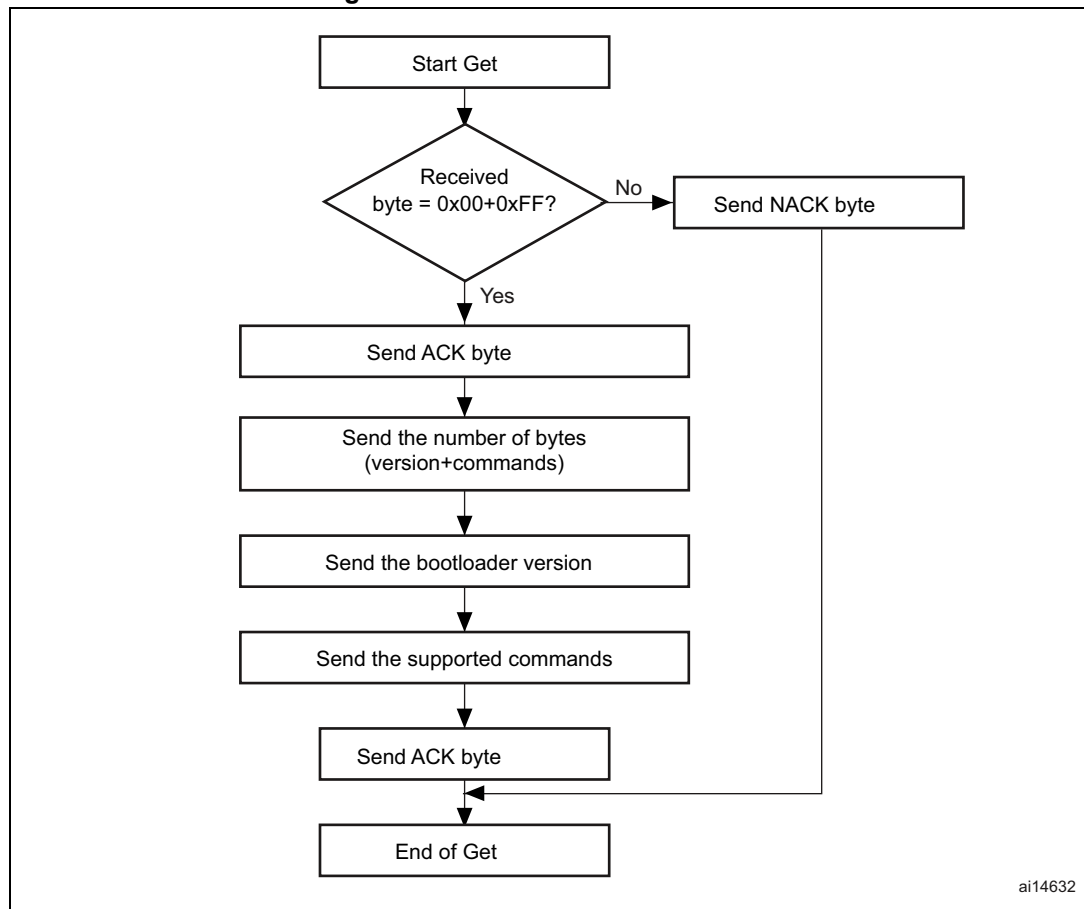 Start Get
Received
byte = 0x00+0xFF?
No
Send NACK byte
Yes
Send ACK byte
Send the number of bytes
(version+commands)
Send the bootloader version
Send the supported commands
Send ACK byte
End of Get
ai14632